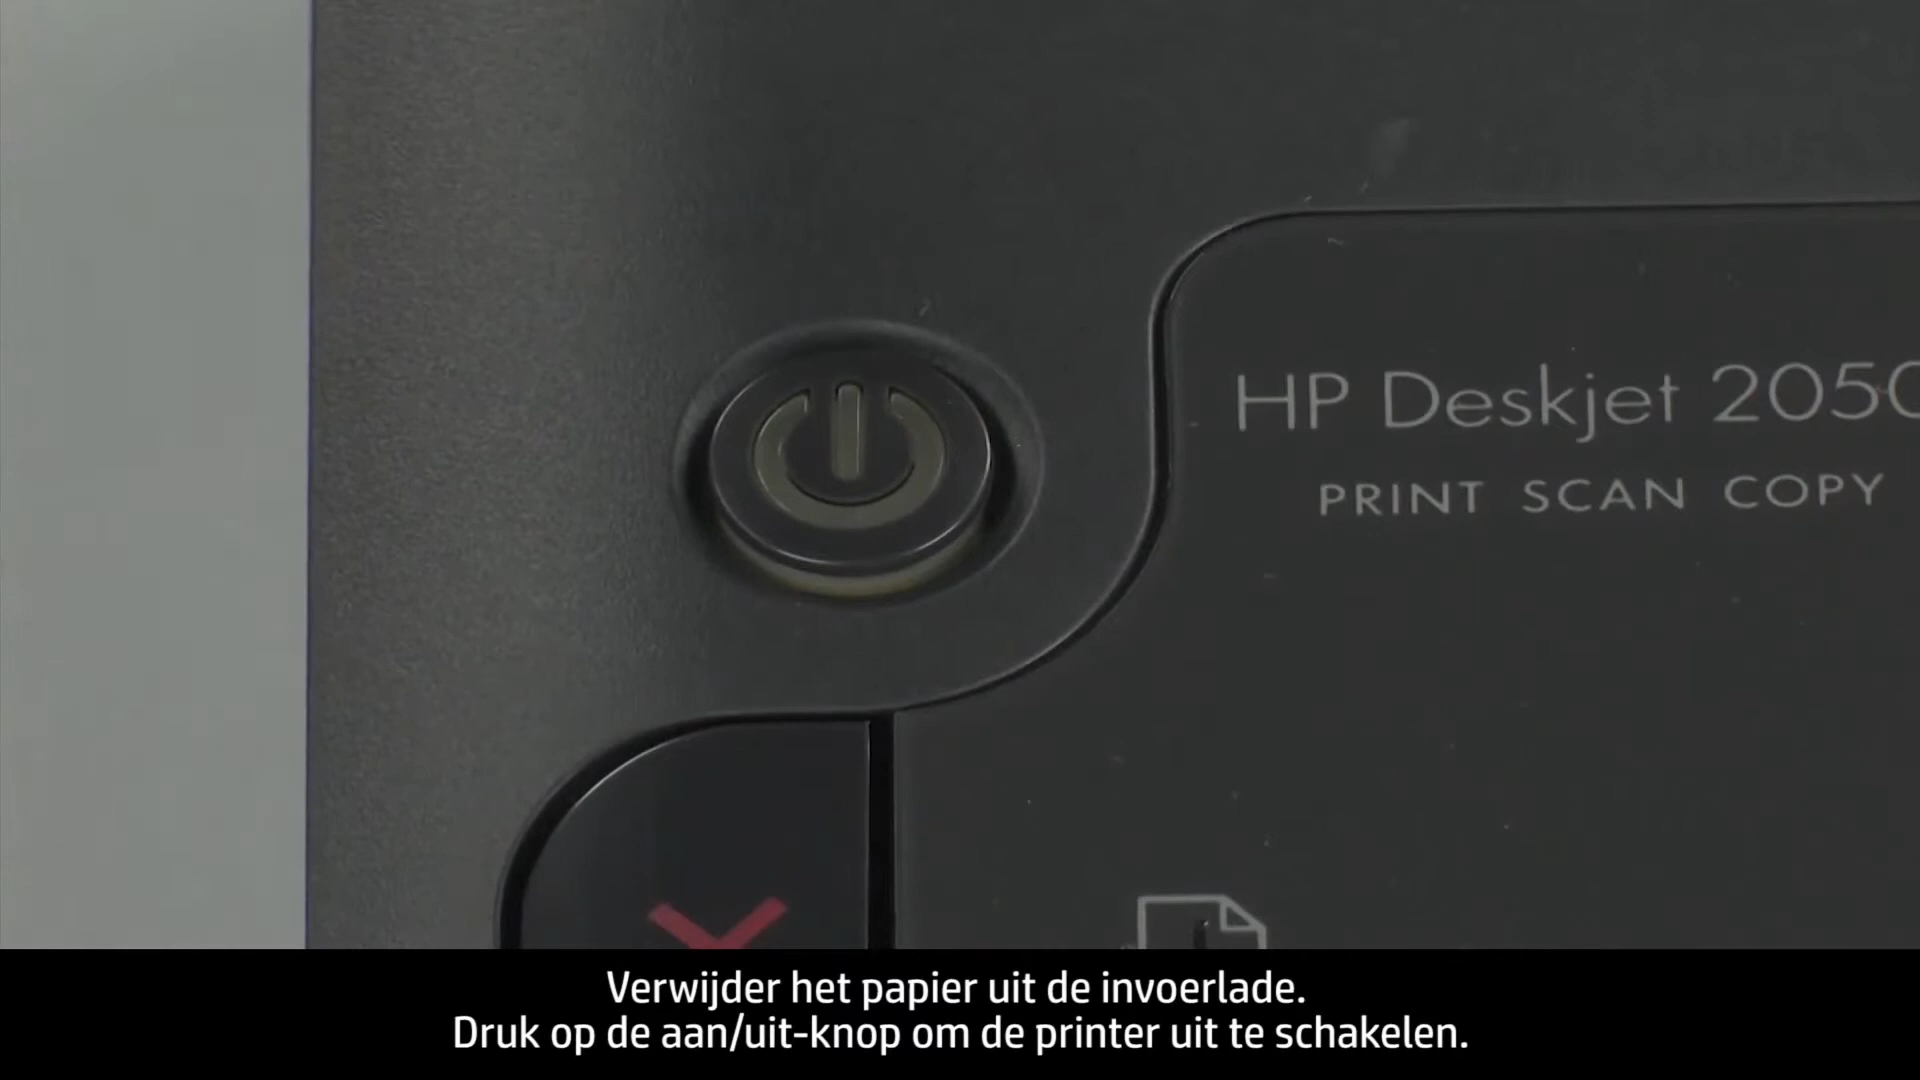 HP Deskjet 2050
PRINT SCAN COPY
Verwijder het papier uit de invoerlade.
Druk op de aan/uit-knop om de printer uit te schakelen.